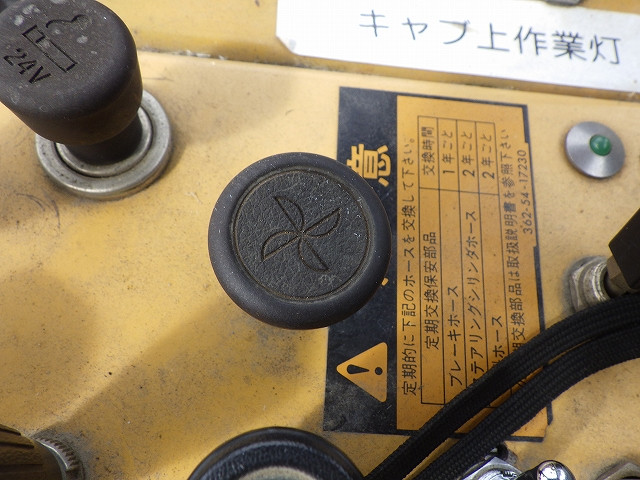 キャブ上作業灯
24V
意
定期的に下記のホースを交換して下さい。
定期交換保安部品 交換時間
ブレーキホース 1年ごと
テアリングシリンダホース 2年ごと
ホース 2年ごと
期交換部品は取扱説明書を参照下さい
362-54-17230